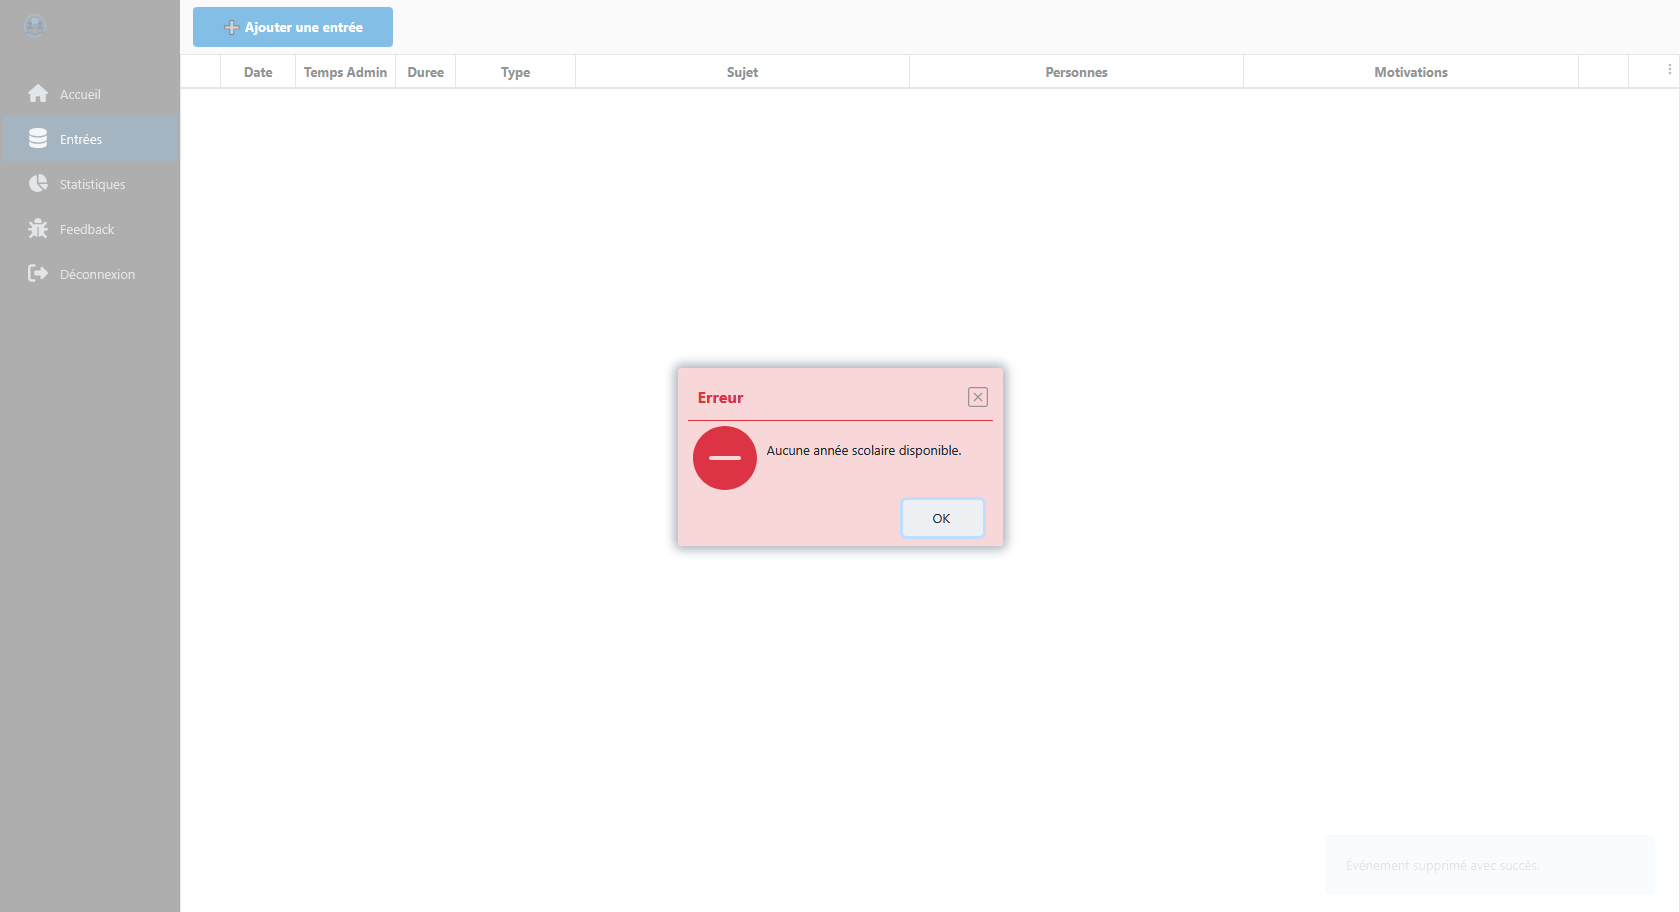 Ajouter une entrée
Date Temps Admin Duree Type Sujet Personnes Motivations
Accueil
Entrées
Statistiques
Feedback
Déconnexion
Erreur
Aucune année scolaire disponible.
OK
Événement supprimé avec succès.